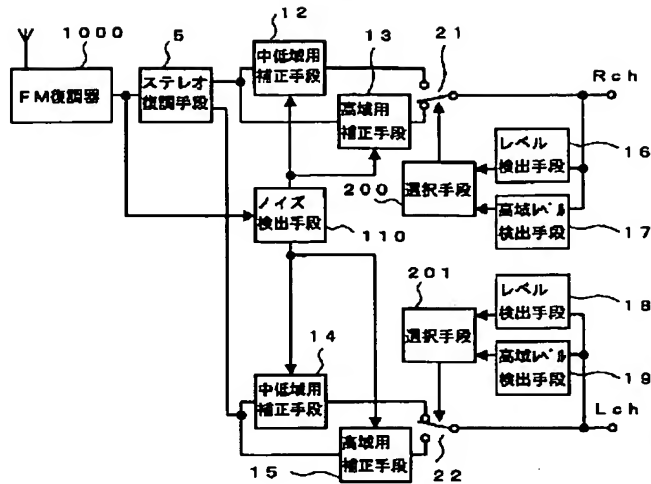 1000
FM復調器
5
ステレオ
復調手段
12
中低域用
補正手段
13
高域用
補正手段
21
Rch
レベル
検出手段
16
選択手段
200
高域レベル
検出手段
17
ノイズ
検出手段
110
201
選択手段
レベル
検出手段
18
高域レベル
検出手段
19
14
中低域用
補正手段
高域用
補正手段
15
22
Lch